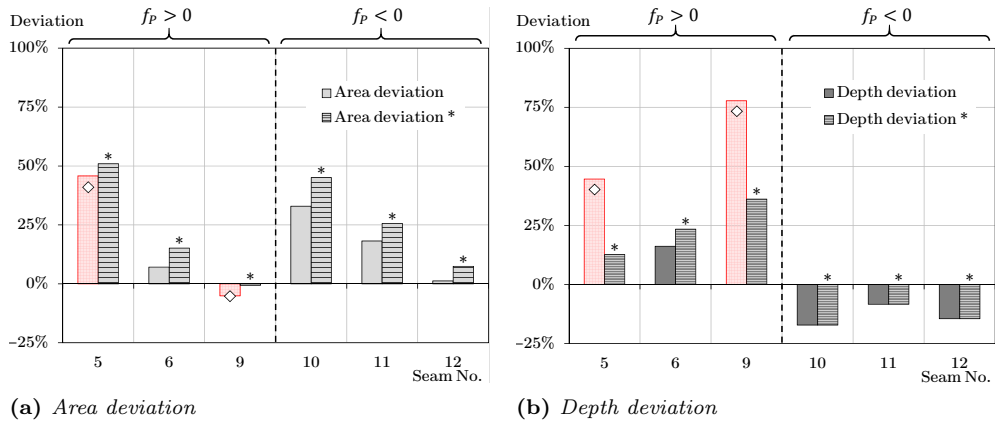 Deviation
f_P > 0
f_P < 0
100%
75%
50%
25%
0%
−25%
Area deviation
Area deviation *
*
*
*
*
*
*
5
6
9
10
11
12
Seam No.
(a) Area deviation
Deviation
f_P > 0
f_P < 0
100%
75%
50%
25%
0%
−25%
Depth deviation
Depth deviation *
*
*
*
*
*
*
5
6
9
10
11
12
Seam No.
(b) Depth deviation